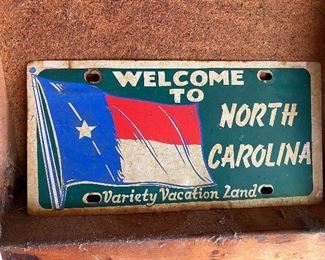 WELCOME
TO
NORTH
CAROLINA
Variety Vacation Land